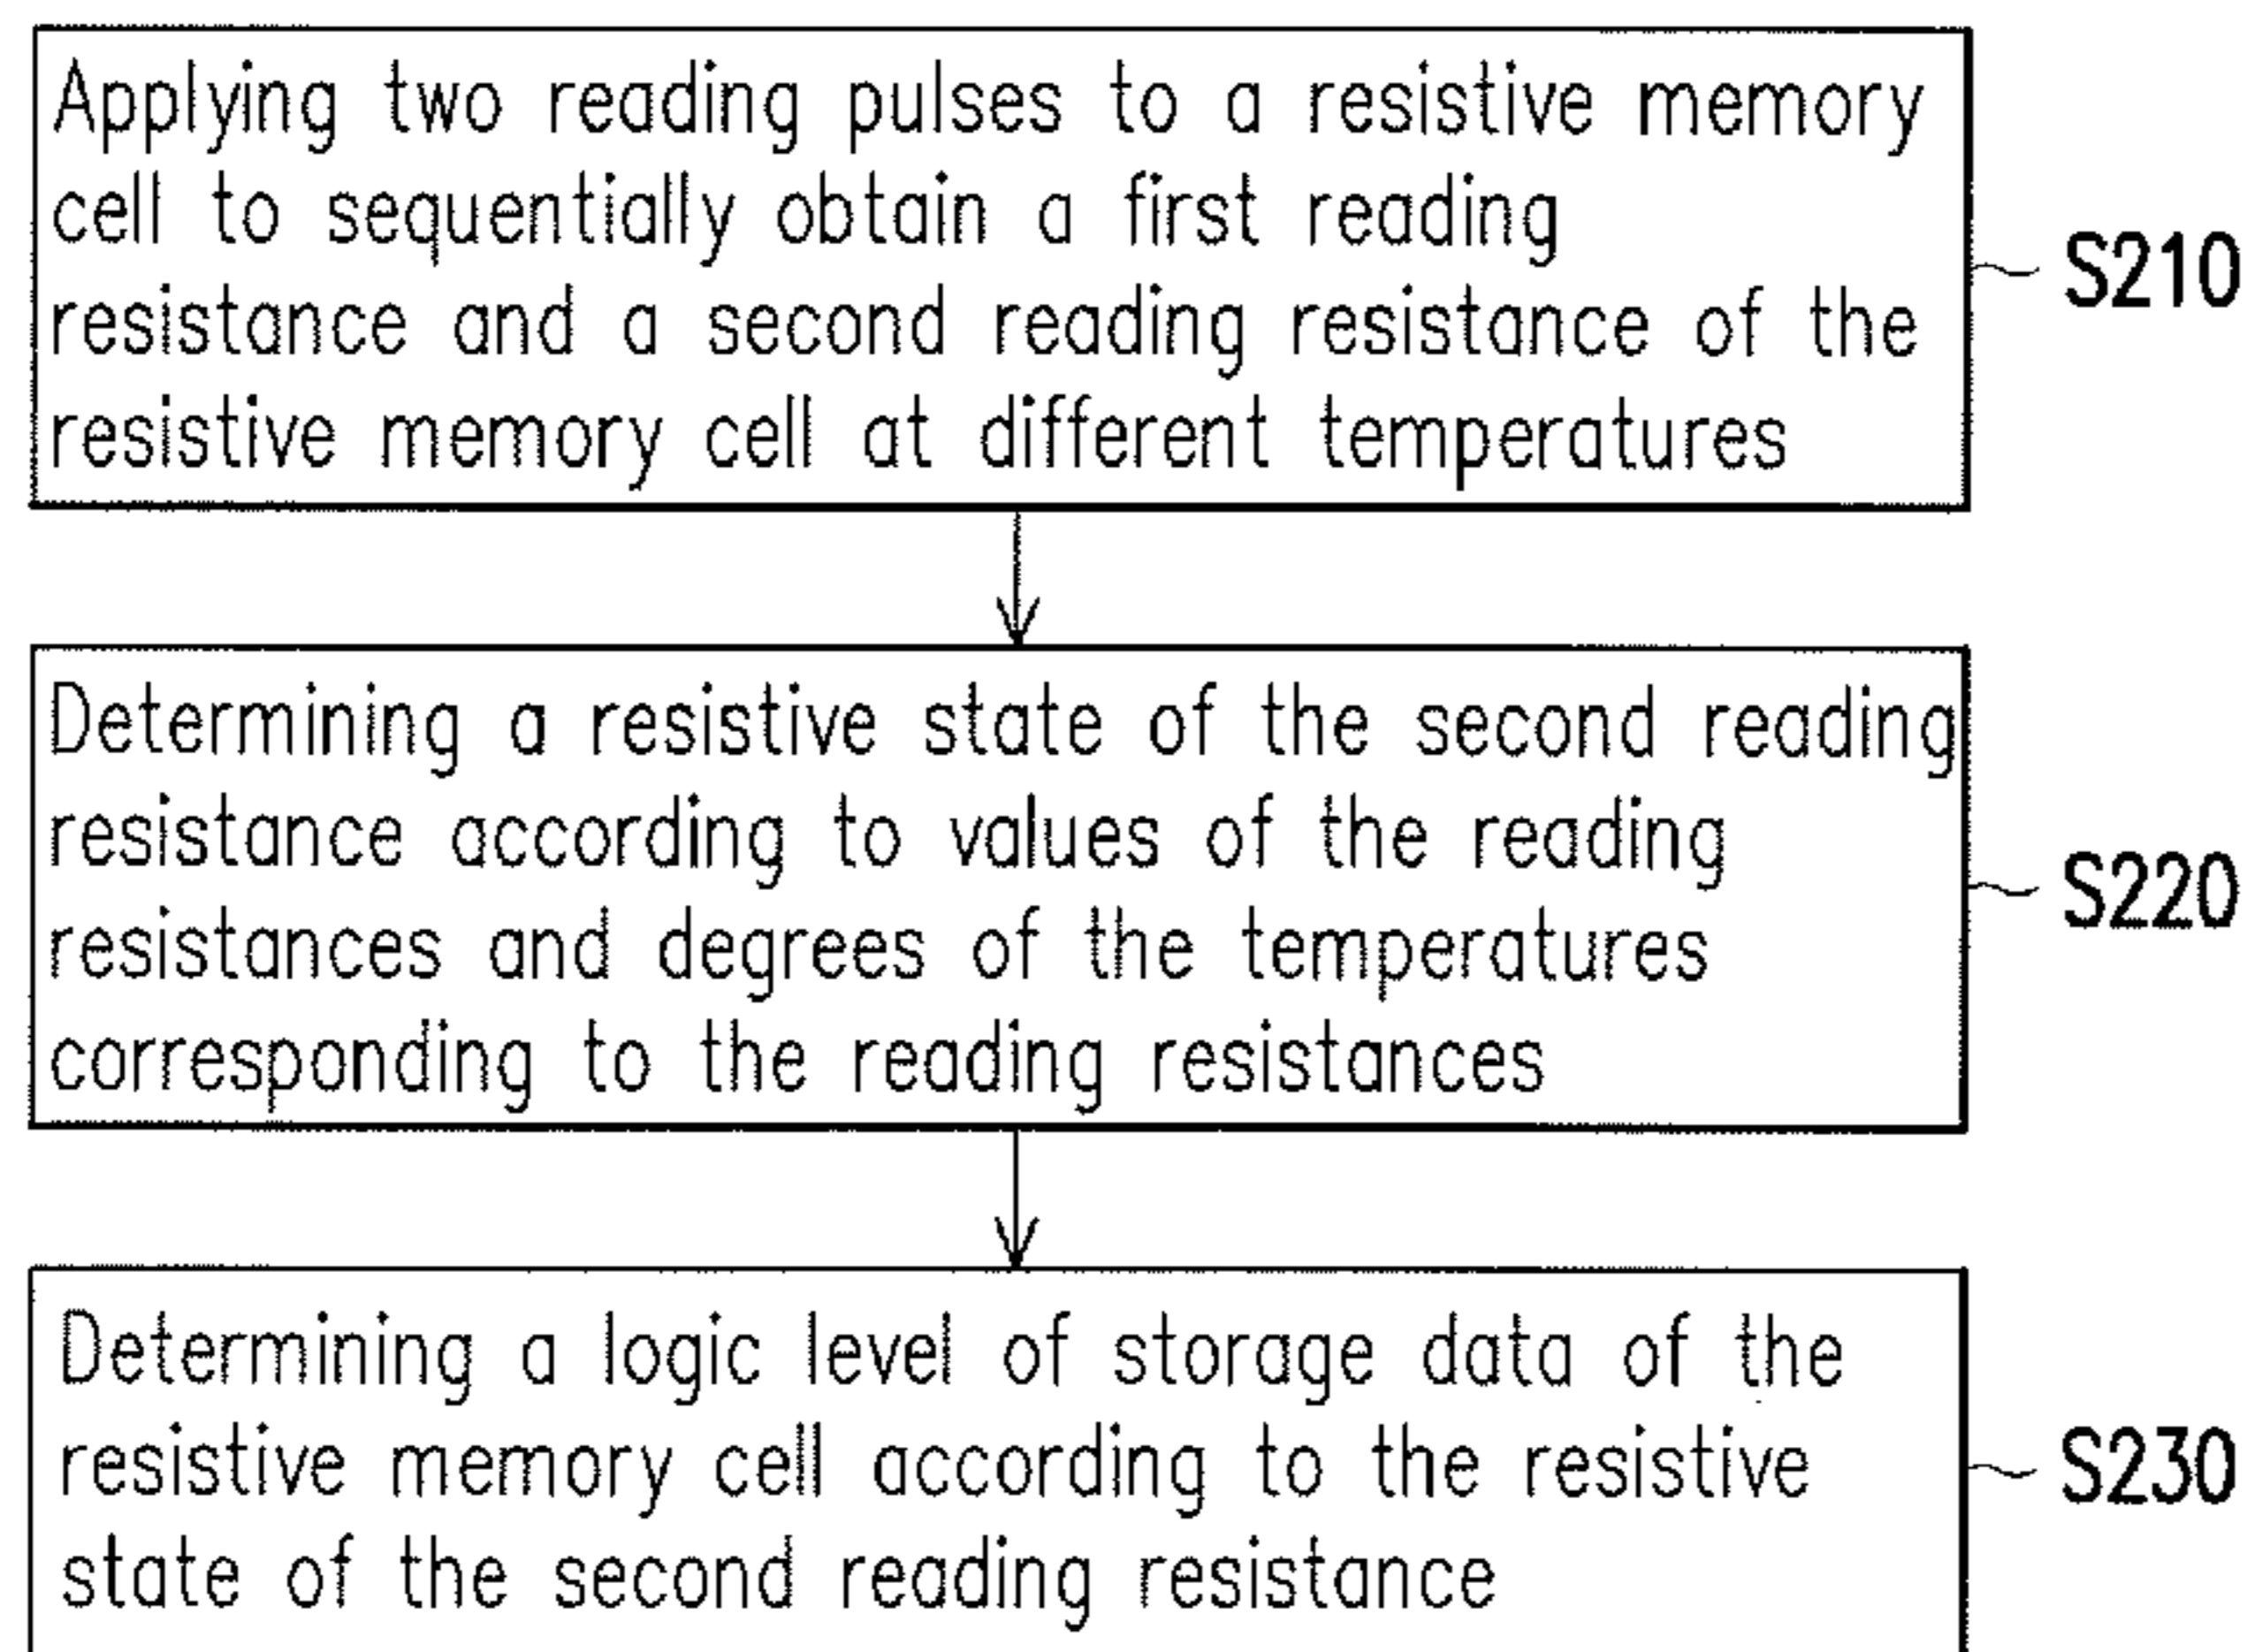 Applying two reading pulses to a resistive memory
cell to sequentially obtain a first reading
resistance and a second reading resistance of the
resistive memory cell at different temperatures
S210
Determining a resistive state of the second reading
resistance according to values of the reading
resistances and degrees of the temperatures
corresponding to the reading resistances
S220
Determining a logic level of storage data of the
resistive memory cell according to the resistive
state of the second reading resistance
S230